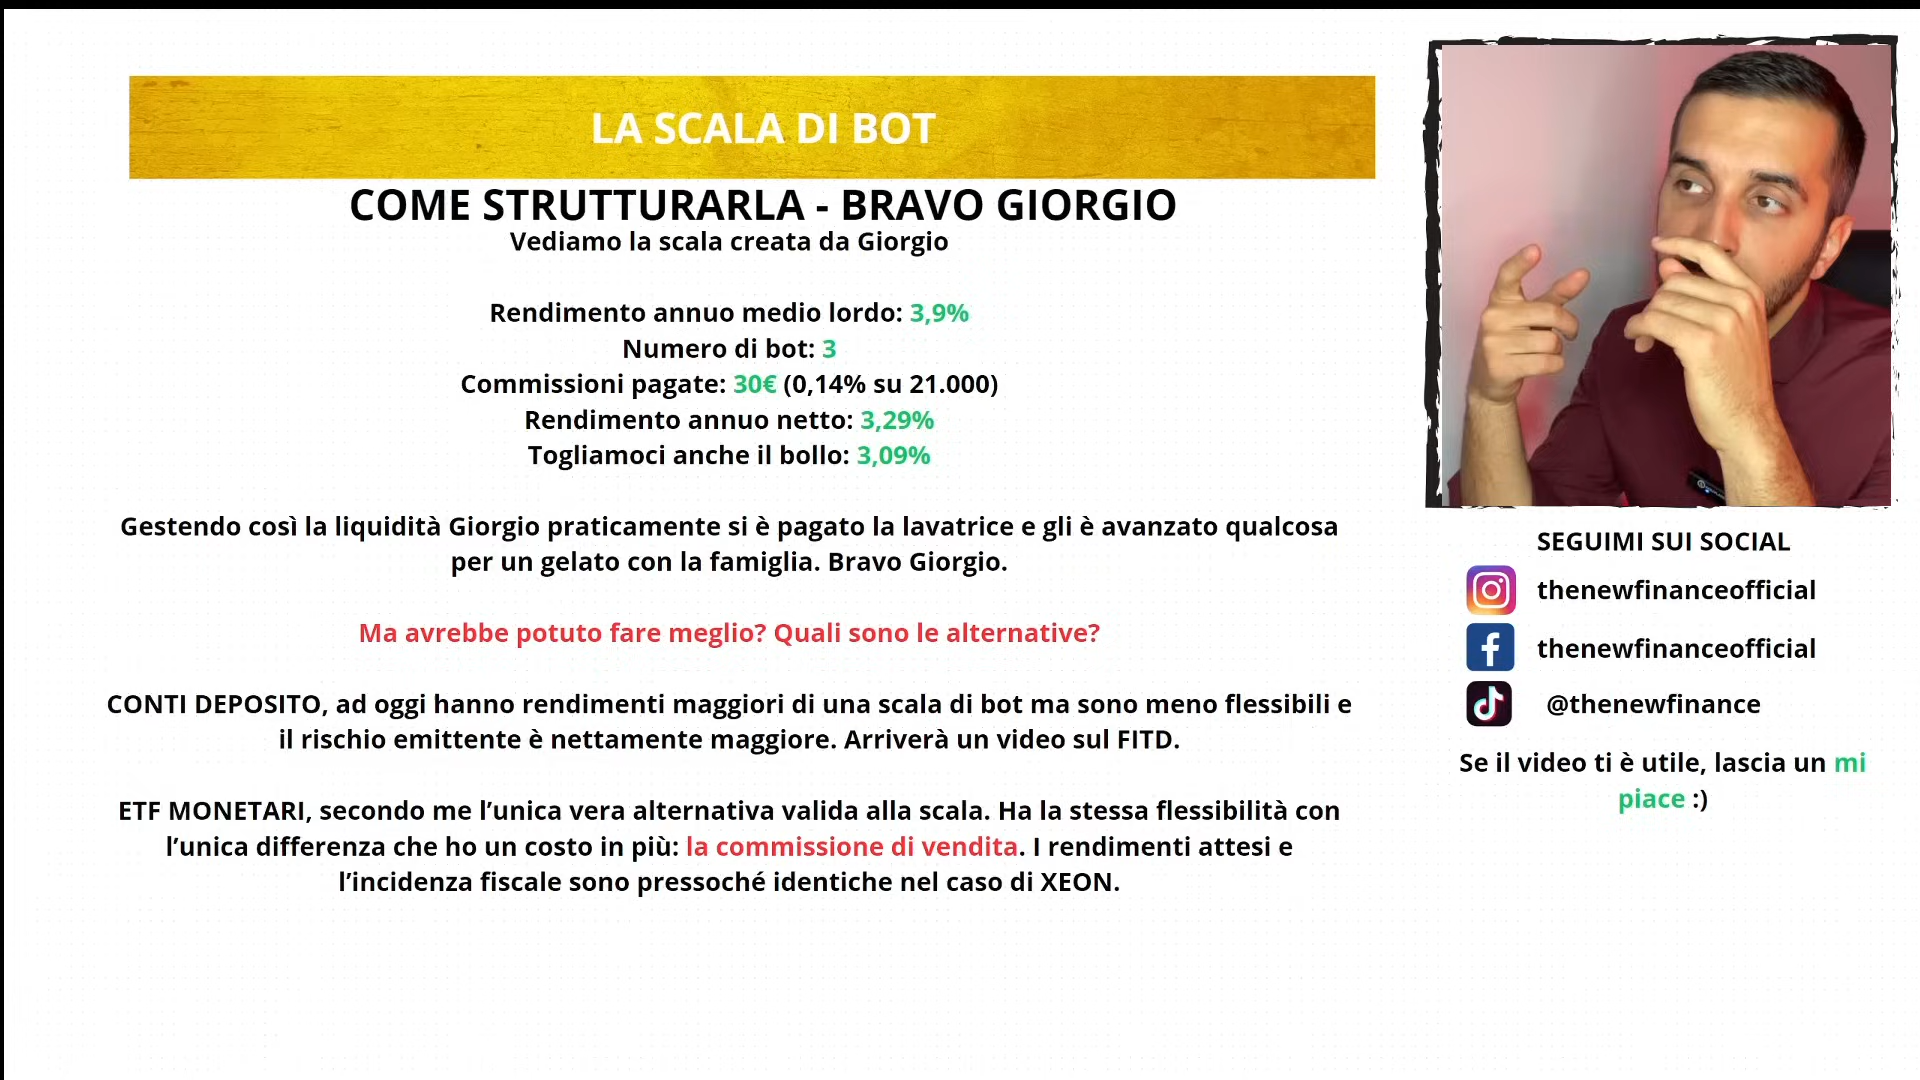 LA SCALA DI BOT
COME STRUTTURARLA - BRAVO GIORGIO
Vediamo la scala creata da Giorgio
Rendimento annuo medio lordo: 3,9%
Numero di bot: 3
Commissioni pagate: 30€ (0,14% su 21.000)
Rendimento annuo netto: 3,29%
Togliamoci anche il bollo: 3,09%
Gestendo così la liquidità Giorgio praticamente si è pagato la lavatrice e gli è avanzato qualcosa
per un gelato con la famiglia. Bravo Giorgio.
Ma avrebbe potuto fare meglio? Quali sono le alternative?
CONTI DEPOSITO, ad oggi hanno rendimenti maggiori di una scala di bot ma sono meno flessibili e
il rischio emittente è nettamente maggiore. Arriverà un video sul FITD.
ETF MONETARI, secondo me l’unica vera alternativa valida alla scala. Ha la stessa flessibilità con
l’unica differenza che ho un costo in più: la commissione di vendita. I rendimenti attesi e
l’incidenza fiscale sono pressoché identiche nel caso di XEON.
SEGUIMI SUI SOCIAL
thenewfinanceofficial
thenewfinanceofficial
@thenewfinance
Se il video ti è utile, lascia un mi
piace :)